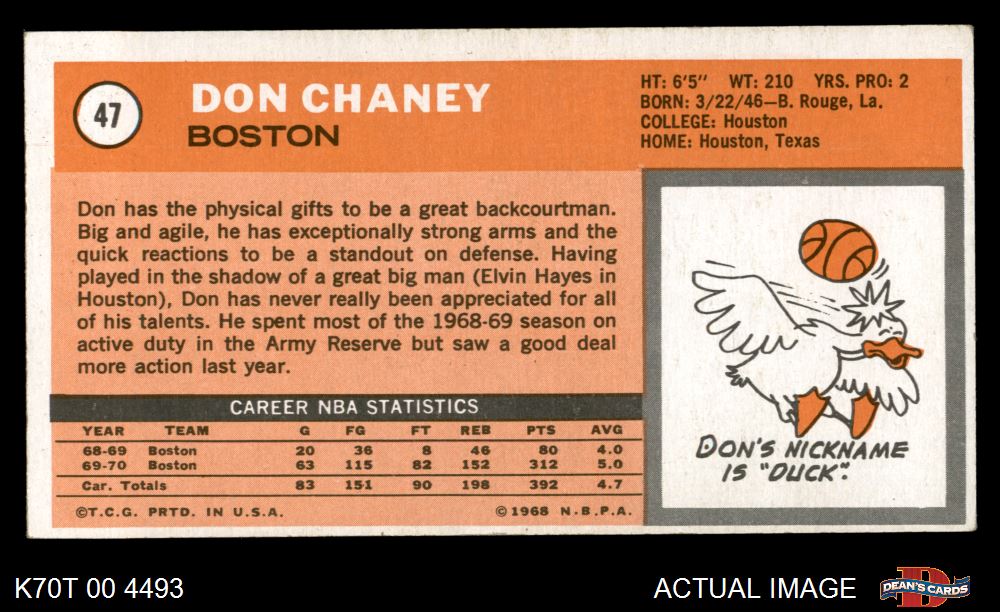 47
DON CHANEY
BOSTON
HT: 6'5" WT: 210 YRS. PRO: 2
BORN: 3/22/46—B. Rouge, La.
COLLEGE: Houston
HOME: Houston, Texas
Don has the physical gifts to be a great backcourtman.
Big and agile, he has exceptionally strong arms and the
quick reactions to be a standout on defense. Having
played in the shadow of a great big man (Elvin Hayes in
Houston), Don has never really been appreciated for all
of his talents. He spent most of the 1968-69 season on
active duty in the Army Reserve but saw a good deal
more action last year.
DON'S NICKNAME
IS "DUCK".
CAREER NBA STATISTICS
YEAR TEAM G FG FT REB PTS AVG
68-69 Boston 20 36 8 46 80 4.0
69-70 Boston 63 115 82 152 312 5.0
Car. Totals 83 151 90 198 392 4.7
©T.C.G. PRTD. IN U.S.A. ©1968 N.B.P.A.
K70T 00 4493
ACTUAL IMAGE
D
DEAN'S CARDS